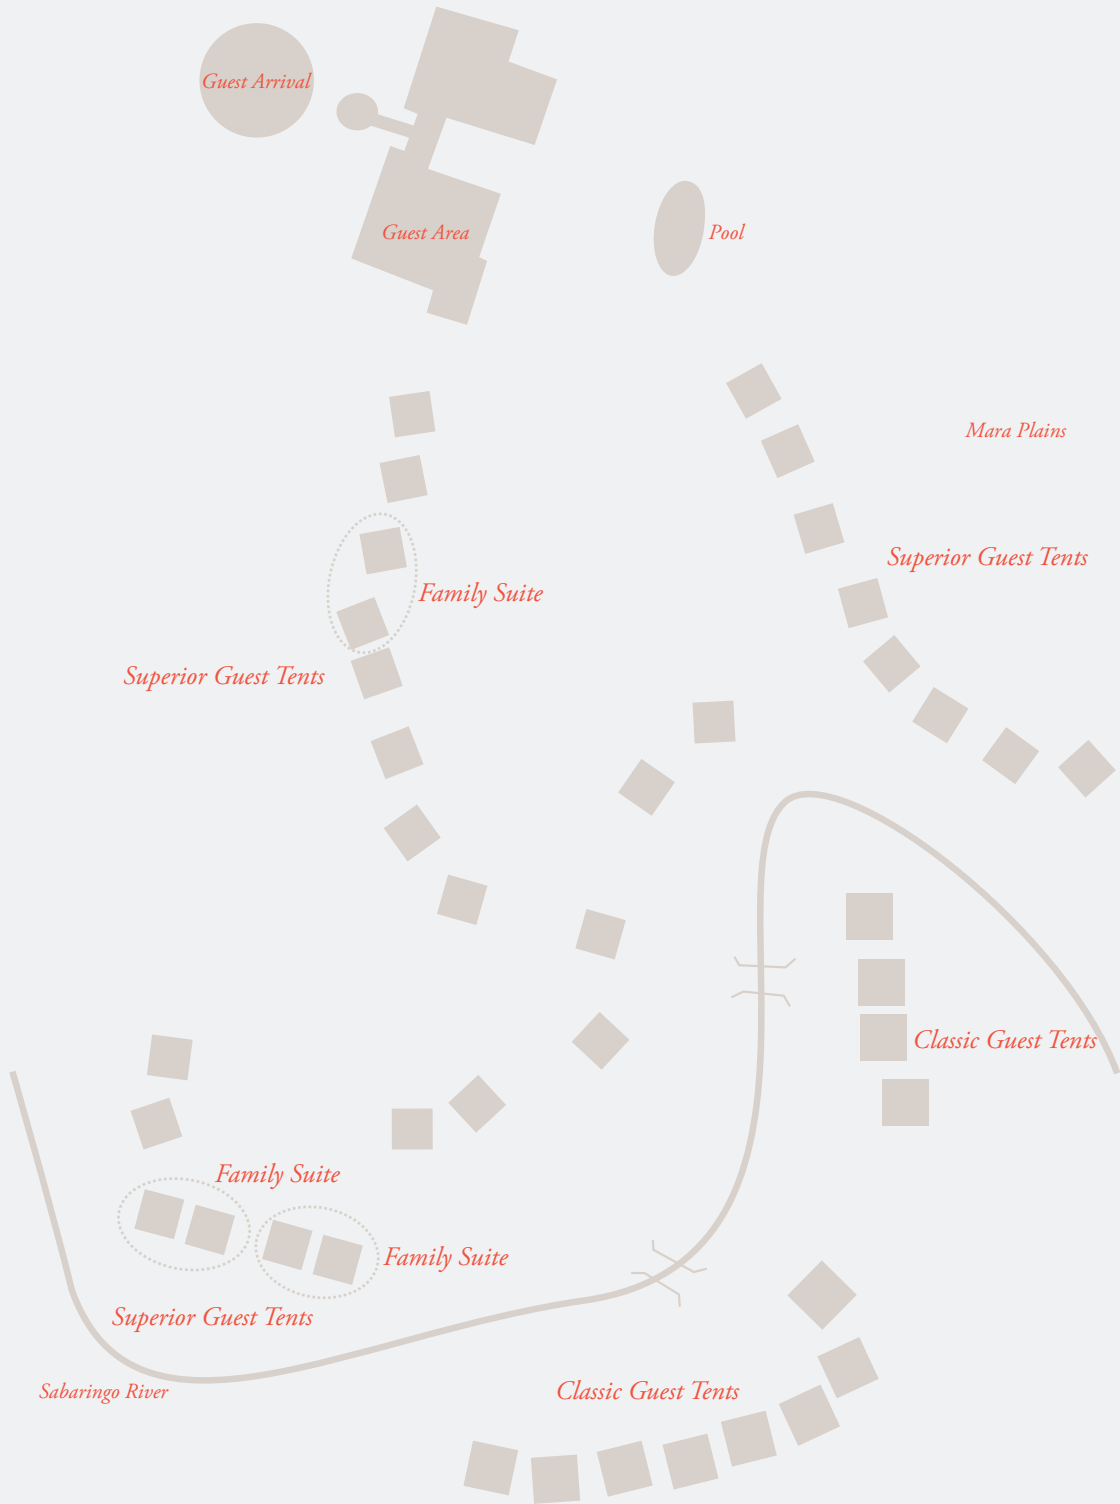 Guest Arrival
Guest Area
Pool
Mara Plains
Superior Guest Tents
Family Suite
Superior Guest Tents
Classic Guest Tents
Family Suite
Family Suite
Superior Guest Tents
Sabaringo River
Classic Guest Tents